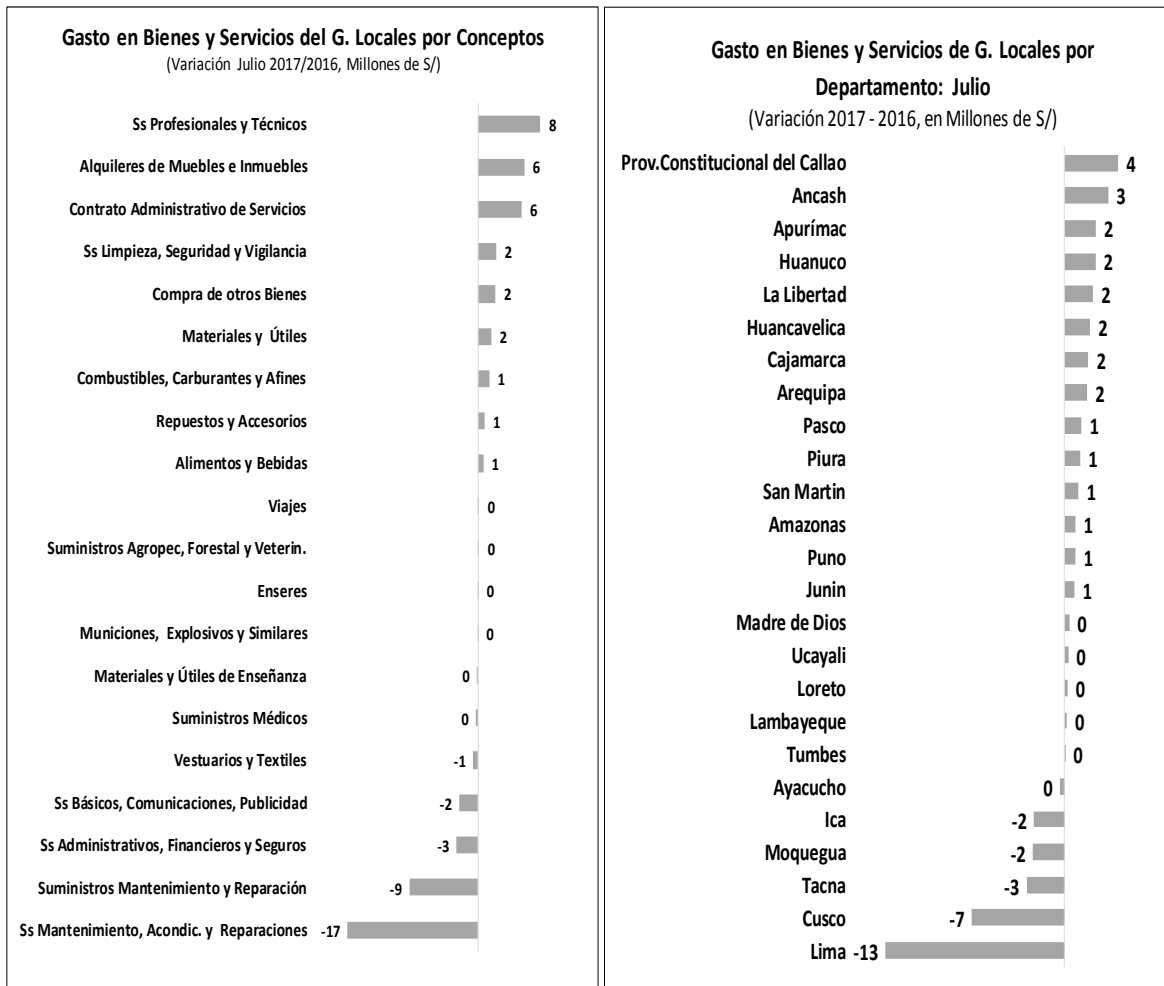 Gasto en Bienes y Servicios del G. Locales por Conceptos
(Variación Julio 2017/2016, Millones de S/)
Ss Profesionales y Técnicos 8
Alquileres de Muebles e Inmuebles 6
Contrato Administrativo de Servicios 6
Ss Limpieza, Seguridad y Vigilancia 2
Compra de otros Bienes 2
Materiales y Útiles 2
Combustibles, Carburantes y Afines 1
Repuestos y Accesorios 1
Alimentos y Bebidas 1
Viajes 0
Suministros Agropec, Forestal y Veterin. 0
Enseres 0
Municiones, Explosivos y Similares 0
Materiales y Útiles de Enseñanza 0
Suministros Médicos 0
Vestuarios y Textiles -1
Ss Básicos, Comunicaciones, Publicidad -2
Ss Administrativos, Financieros y Seguros -3
Suministros Mantenimiento y Reparación -9
Ss Mantenimiento, Acondic. y Reparaciones -17
Gasto en Bienes y Servicios de G. Locales por
Departamento: Julio
(Variación 2017 - 2016, en Millones de S/)
Prov.Constitucional del Callao 4
Ancash 3
Apurímac 2
Huanuco 2
La Libertad 2
Huancavelica 2
Cajamarca 2
Arequipa 2
Pasco 1
Piura 1
San Martin 1
Amazonas 1
Puno 1
Junin 1
Madre de Dios 0
Ucayali 0
Loreto 0
Lambayeque 0
Tumbes 0
Ayacucho 0
Ica -2
Moquegua -2
Tacna -3
Cusco -7
Lima -13